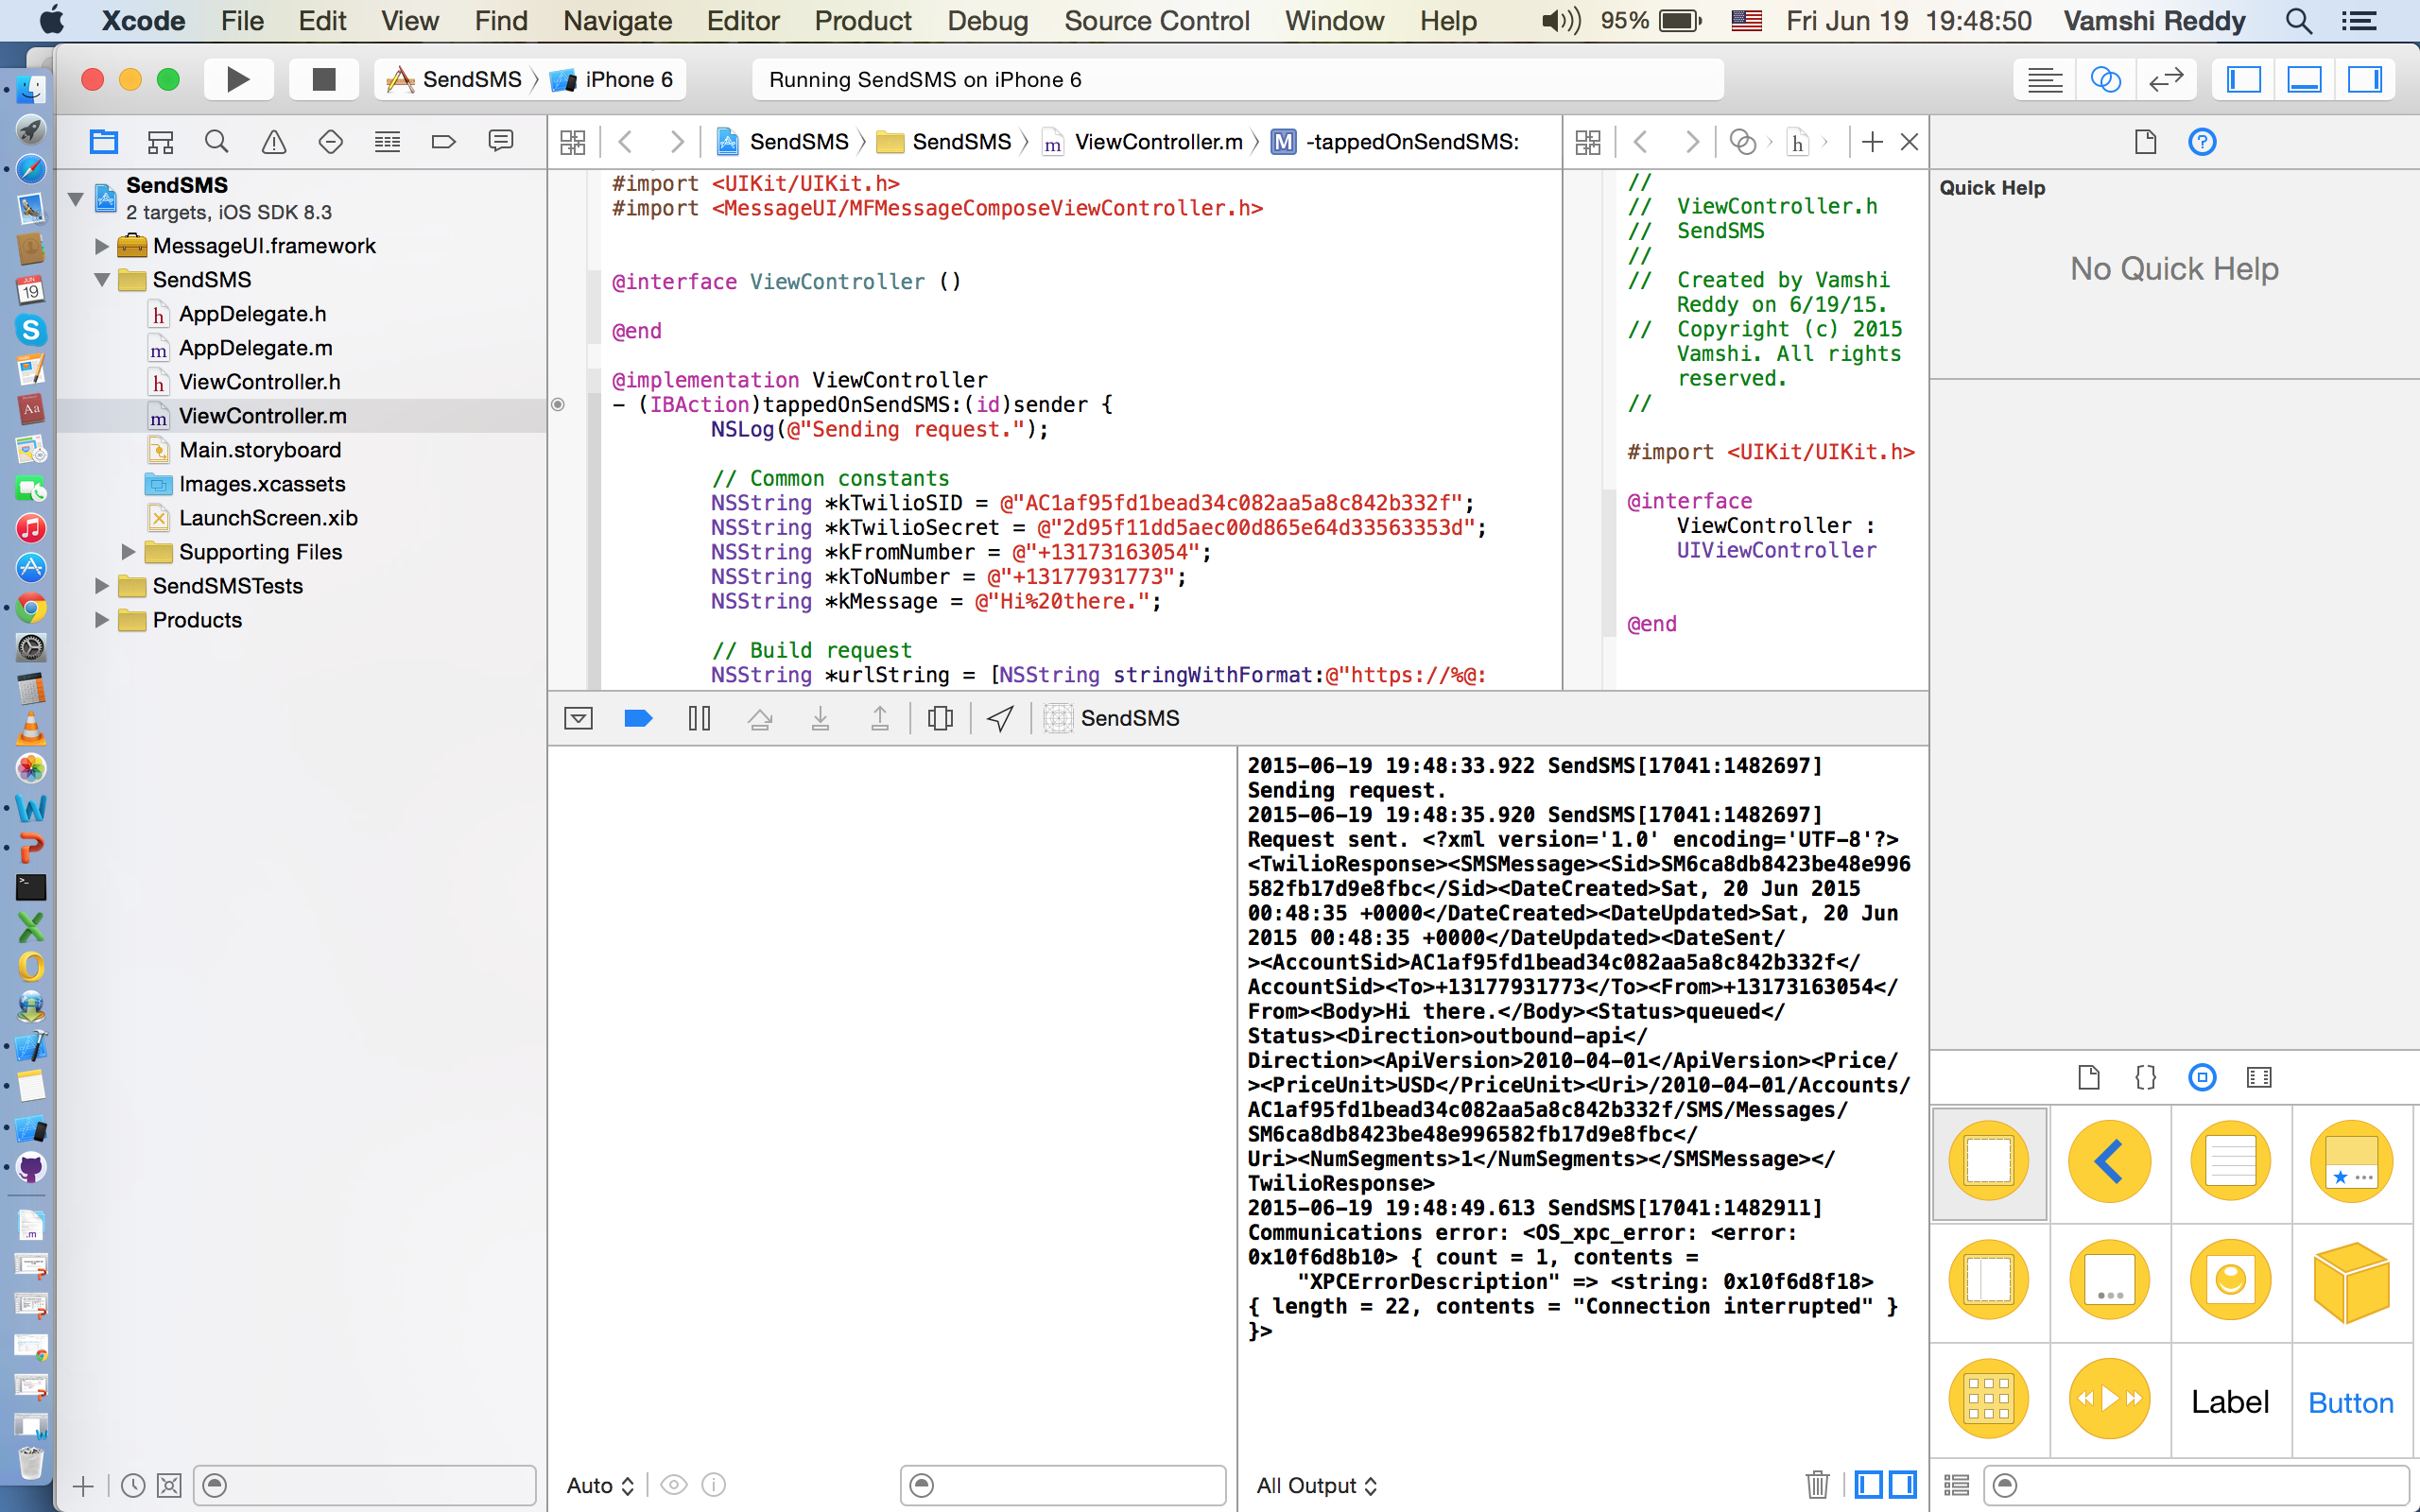 Xcode File Edit View Find Navigate Editor Product Debug Source Control Window Help 95% Fri Jun 19 19:48:50 Vamshi Reddy
SendSMS iPhone 6 Running SendSMS on iPhone 6
SendSMS SendSMS ViewController.m M -tappedOnSendSMS:
SendSMS
2 targets, iOS SDK 8.3
MessageUI.framework
SendSMS
h AppDelegate.h
m AppDelegate.m
h ViewController.h
m ViewController.m
Main.storyboard
Images.xcassets
LaunchScreen.xib
Supporting Files
SendSMSTests
Products
#import <UIKit/UIKit.h>
#import <MessageUI/MFMessageComposeViewController.h>
@interface ViewController ()
@end
@implementation ViewController
- (IBAction)tappedOnSendSMS:(id)sender {
NSLog(@"Sending request.");
// Common constants
NSString *kTwilioSID = @"AC1af95fd1bead34c082aa5a8c842b332f";
NSString *kTwilioSecret = @"2d95f11dd5aec00d865e64d33563353d";
NSString *kFromNumber = @"+13173163054";
NSString *kToNumber = @"+13177931773";
NSString *kMessage = @"Hi%20there.";
// Build request
NSString *urlString = [NSString stringWithFormat:@"https://%@:
//
// ViewController.h
// SendSMS
//
// Created by Vamshi
Reddy on 6/19/15.
// Copyright (c) 2015
Vamshi. All rights
reserved.
//
#import <UIKit/UIKit.h>
@interface
ViewController :
UIViewController
@end
Quick Help
No Quick Help
SendSMS
2015-06-19 19:48:33.922 SendSMS[17041:1482697]
Sending request.
2015-06-19 19:48:35.920 SendSMS[17041:1482697]
Request sent. <?xml version='1.0' encoding='UTF-8'?>
<TwilioResponse><SMSMessage><Sid>SM6ca8db8423be48e996
582fb17d9e8fbc</Sid><DateCreated>Sat, 20 Jun 2015
00:48:35 +0000</DateCreated><DateUpdated>Sat, 20 Jun
2015 00:48:35 +0000</DateUpdated><DateSent/
><AccountSid>AC1af95fd1bead34c082aa5a8c842b332f</
AccountSid><To>+13177931773</To><From>+13173163054</
From><Body>Hi there.</Body><Status>queued</
Status><Direction>outbound-api</
Direction><ApiVersion>2010-04-01</ApiVersion><Price/
><PriceUnit>USD</PriceUnit><Uri>/2010-04-01/Accounts/
AC1af95fd1bead34c082aa5a8c842b332f/SMS/Messages/
SM6ca8db8423be48e996582fb17d9e8fbc</
Uri><NumSegments>1</NumSegments></SMSMessage></
TwilioResponse>
2015-06-19 19:48:49.613 SendSMS[17041:1482911]
Communications error: <OS_xpc_error: <error:
0x10f6d8b10> { count = 1, contents =
"XPCErrorDescription" => <string: 0x10f6d8f18>
{ length = 22, contents = "Connection interrupted" }
}>
Label Button
Auto All Output